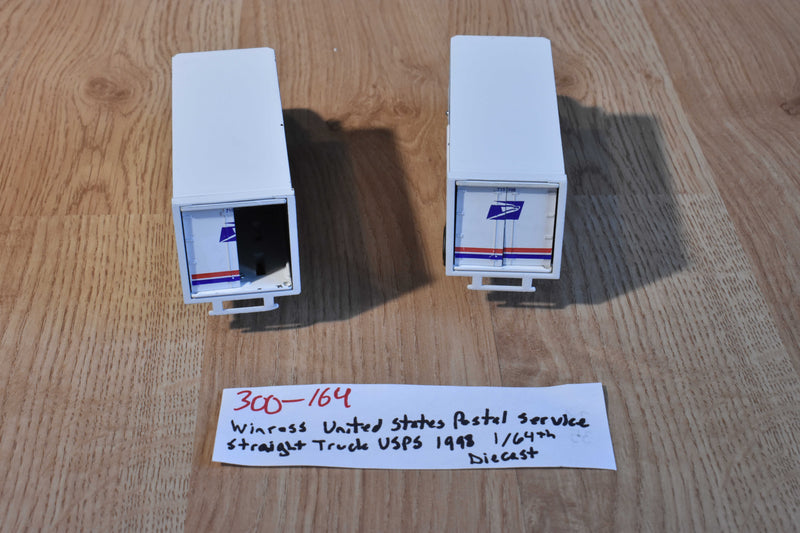 300-164
Winross United States Postal Service
Straight Truck USPS 1998 1/64th
Diecast